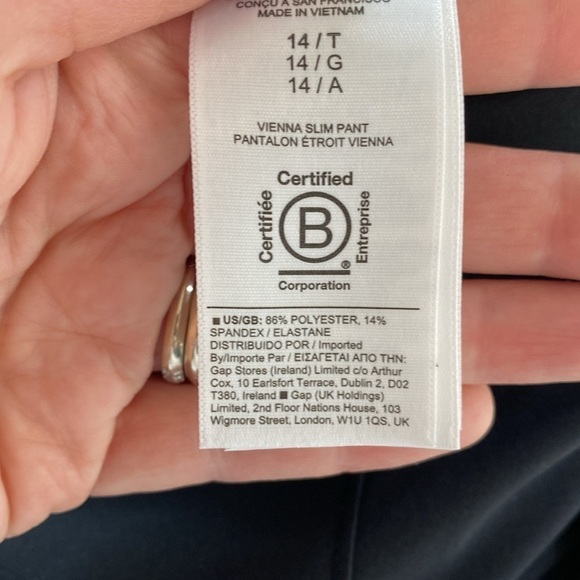 CONÇU À SAN FRANCISCO
MADE IN VIETNAM
14 / T
14 / G
14 / A
VIENNA SLIM PANT
PANTALON ÉTROIT VIENNA
Certified
Certifiée
B
Entreprise
®
Corporation
■ US/GB: 86% POLYESTER, 14%
SPANDEX / ELASTANE
DISTRIBUIDO POR / Imported
By/Importe Par / ΕΙΣΑΓΕΤΑΙ ΑΠΟ ΤΗΝ:
Gap Stores (Ireland) Limited c/o Arthur
Cox, 10 Earlsfort Terrace, Dublin 2, D02
T380, Ireland ■ Gap (UK Holdings)
Limited, 2nd Floor Nations House, 103
Wigmore Street, London, W1U 1QS, UK